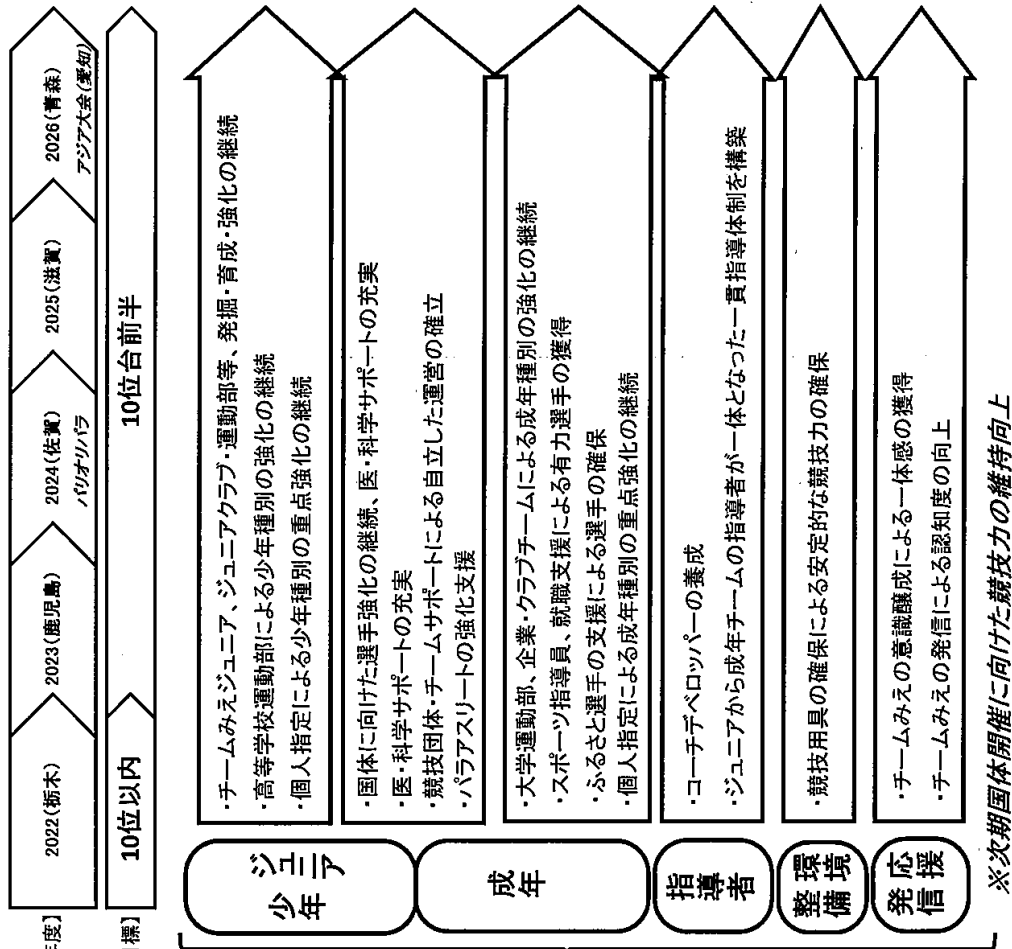 度】
2022(栃木)
2023(鹿児島)
2024(佐賀)
パリオリパラ
2025(滋賀)
2026(青森)
アジア大会(愛知)
標】
10位以内
10位台前半
ジュニア
少年
・チームみえジュニア、ジュニアクラブ・運動部等、発掘・育成・強化の継続
・高等学校運動部による少年種別の強化の継続
・個人指定による少年種別の重点強化の継続
・国体に向けた選手強化の継続、医・科学サポートの充実
・医・科学サポートの充実
・競技団体・チームサポートによる自立した運営の確立
・パラアスリートの強化支援
成年
・大学運動部、企業・クラブチームによる成年種別の強化の継続
・スポーツ指導員、就職支援による有力選手の獲得
・ふるさと選手の支援による選手の確保
・個人指定による成年種別の重点強化の継続
指導者
・コーチデベロッパーの養成
・ジュニアから成年チームの指導者が一体となった一貫指導体制を構築
環境
整備
・競技用具の確保による安定的な競技力の確保
応援
発信
・チームみえの意識醸成による一体感の獲得
・チームみえの発信による認知度の向上
※次期国体開催に向けた競技力の維持向上